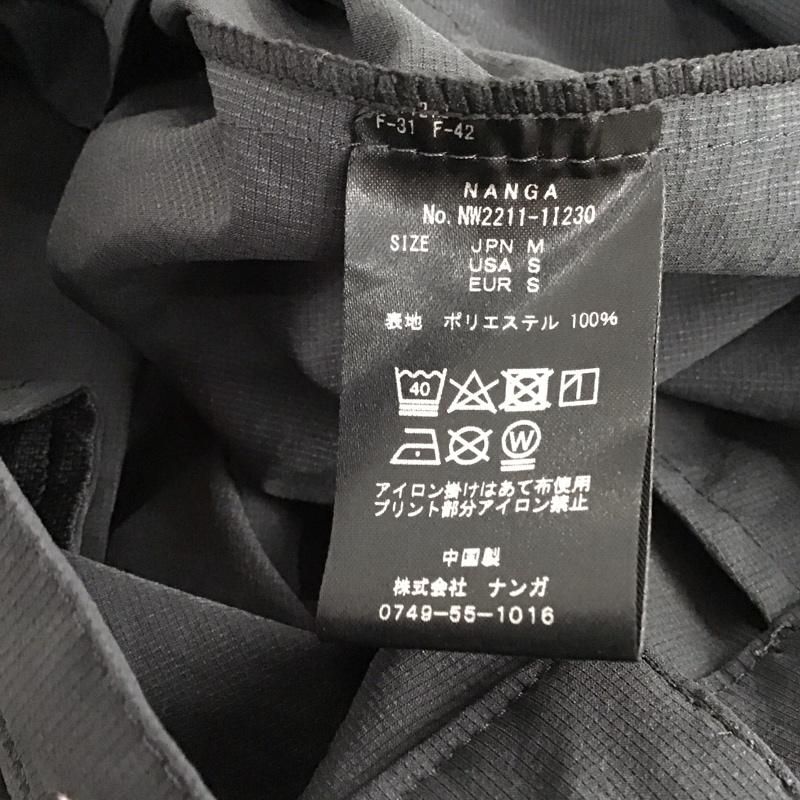 F-31 F-42
NANGA
No.NW2211-1I230
SIZE JPN M
USA S
EUR S
表地 ポリエステル 100%
40
W
アイロン掛けはあて布使用
プリント部分アイロン禁止
中国製
株式会社 ナンガ
0749-55-1016